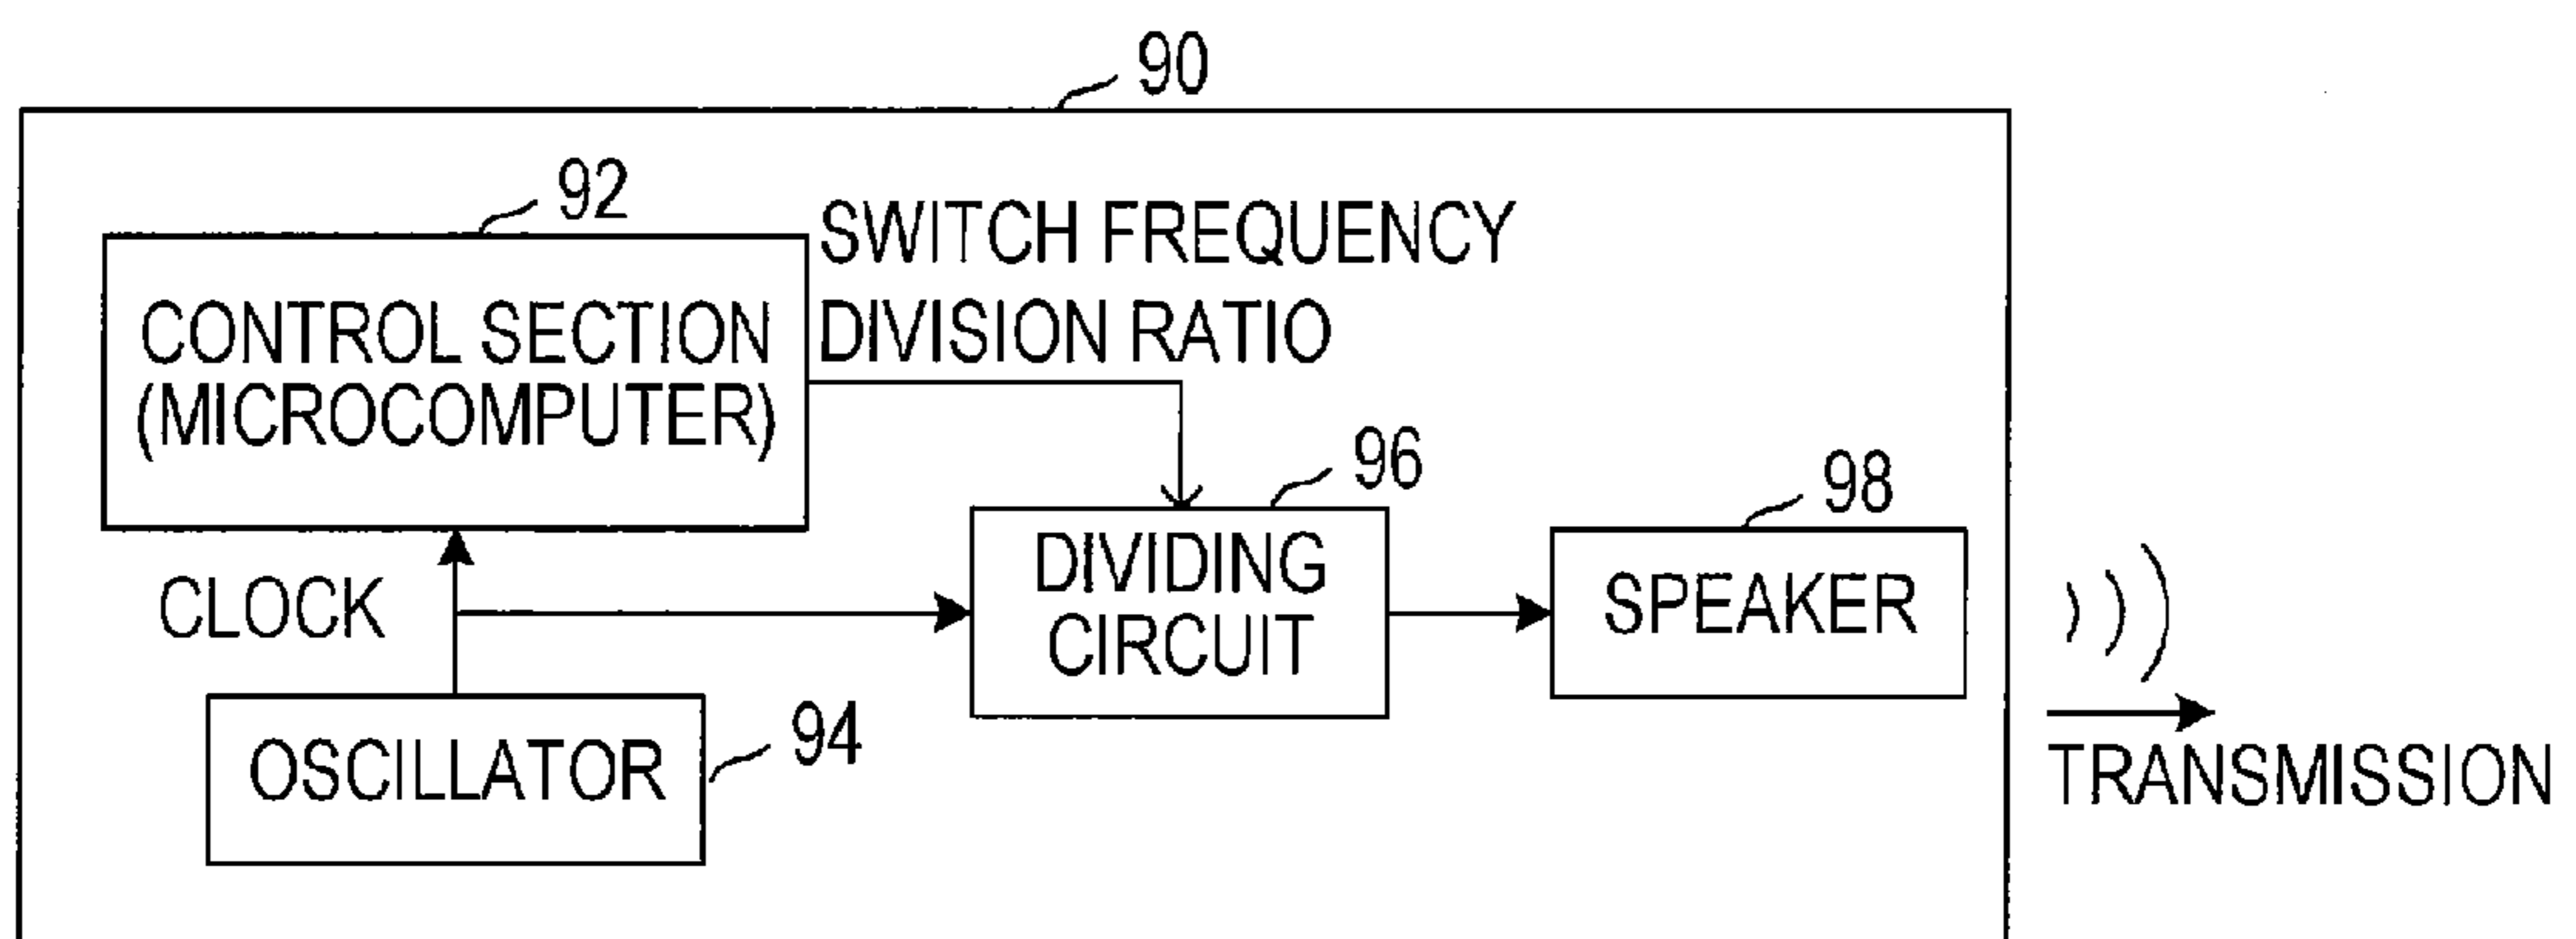 90
92
SWITCH FREQUENCY
DIVISION RATIO
CONTROL SECTION
(MICROCOMPUTER)
96
98
DIVIDING
CIRCUIT
SPEAKER
CLOCK
94
OSCILLATOR
TRANSMISSION